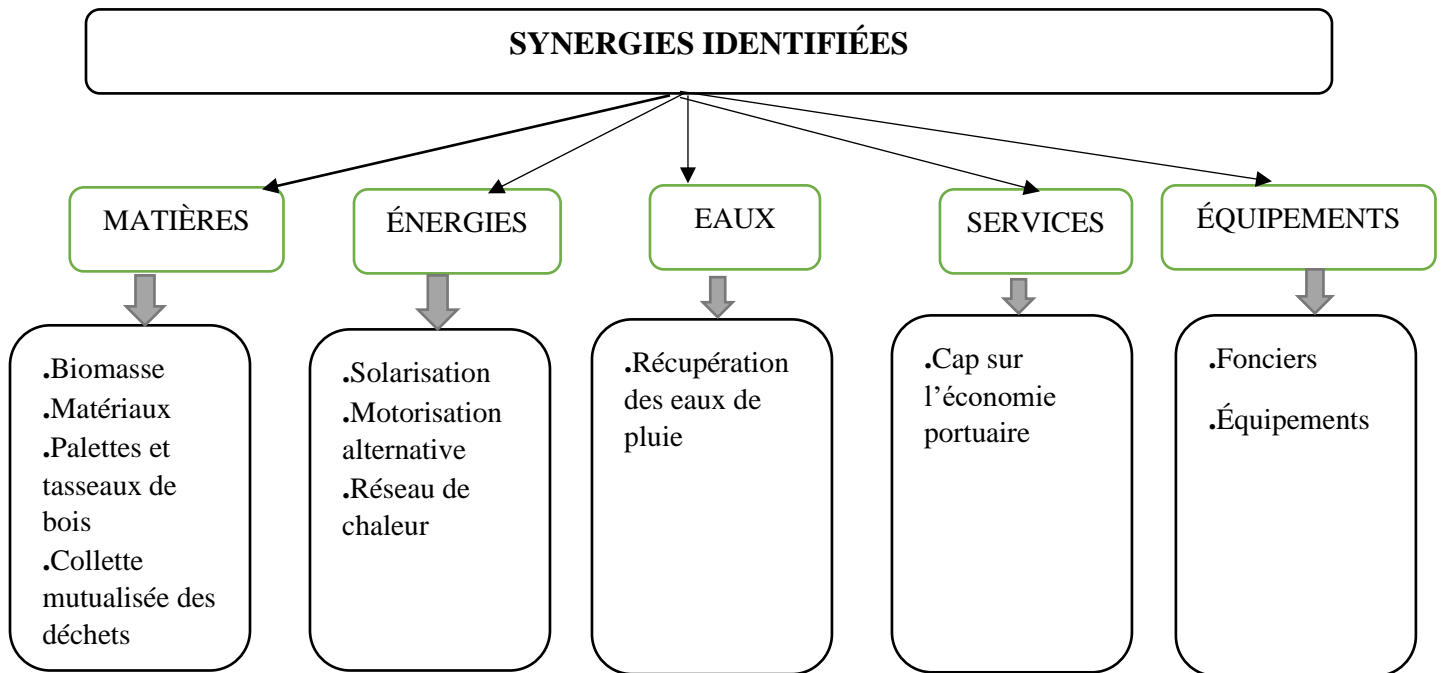 SYNERGIES IDENTIFIÉES
MATIÈRES
ÉNERGIES
EAUX
SERVICES
ÉQUIPEMENTS
.Biomasse
.Matériaux
.Palettes et
tasseaux de
bois
.Collette
mutualisée des
déchets
.Solarisation
.Motorisation
alternative
.Réseau de
chaleur
.Récupération
des eaux de
pluie
.Cap sur
l’économie
portuaire
.Fonciers
.Équipements